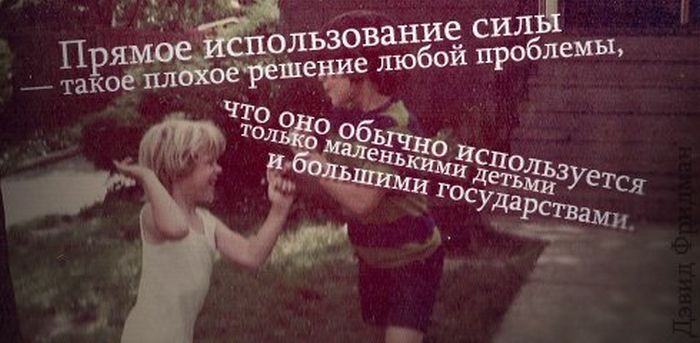 Прямое использование силы
— такое плохое решение любой проблемы,
что оно обычно используется
только маленькими детьми
и большими государствами.
Дэвид Фридман